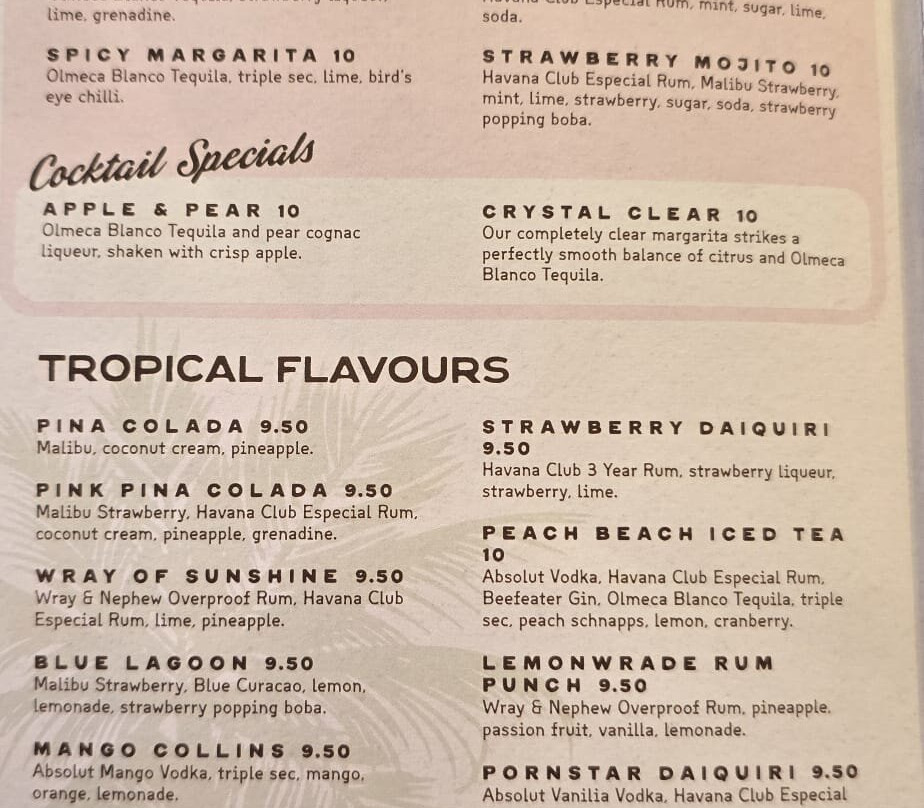 lime, grenadine.
SPICY MARGARITA 10
Olmeca Blanco Tequila, triple sec, lime, bird's
eye chilli.
Havana Club Especial Rum, mint, sugar, lime,
soda.
STRAWBERRY MOJITO 10
Havana Club Especial Rum, Malibu Strawberry,
mint, lime, strawberry, sugar, soda, strawberry
popping boba.
Cocktail Specials
APPLE & PEAR 10
Olmeca Blanco Tequila and pear cognac
liqueur, shaken with crisp apple.
CRYSTAL CLEAR 10
Our completely clear margarita strikes a
perfectly smooth balance of citrus and Olmeca
Blanco Tequila.
TROPICAL FLAVOURS
PINA COLADA 9.50
Malibu, coconut cream, pineapple.
PINK PINA COLADA 9.50
Malibu Strawberry, Havana Club Especial Rum,
coconut cream, pineapple, grenadine.
WRAY OF SUNSHINE 9.50
Wray & Nephew Overproof Rum, Havana Club
Especial Rum, lime, pineapple.
BLUE LAGOON 9.50
Malibu Strawberry, Blue Curacao, lemon,
lemonade, strawberry popping boba.
MANGO COLLINS 9.50
Absolut Mango Vodka, triple sec, mango,
orange, lemonade.
STRAWBERRY DAIQUIRI
9.50
Havana Club 3 Year Rum, strawberry liqueur,
strawberry, lime.
PEACH BEACH ICED TEA
10
Absolut Vodka, Havana Club Especial Rum,
Beefeater Gin, Olmeca Blanco Tequila, triple
sec, peach schnapps, lemon, cranberry.
LEMONWRADE RUM
PUNCH 9.50
Wray & Nephew Overproof Rum, pineapple,
passion fruit, vanilla, lemonade.
PORNSTAR DAIQUIRI 9.50
Absolut Vanilia Vodka, Havana Club Especial